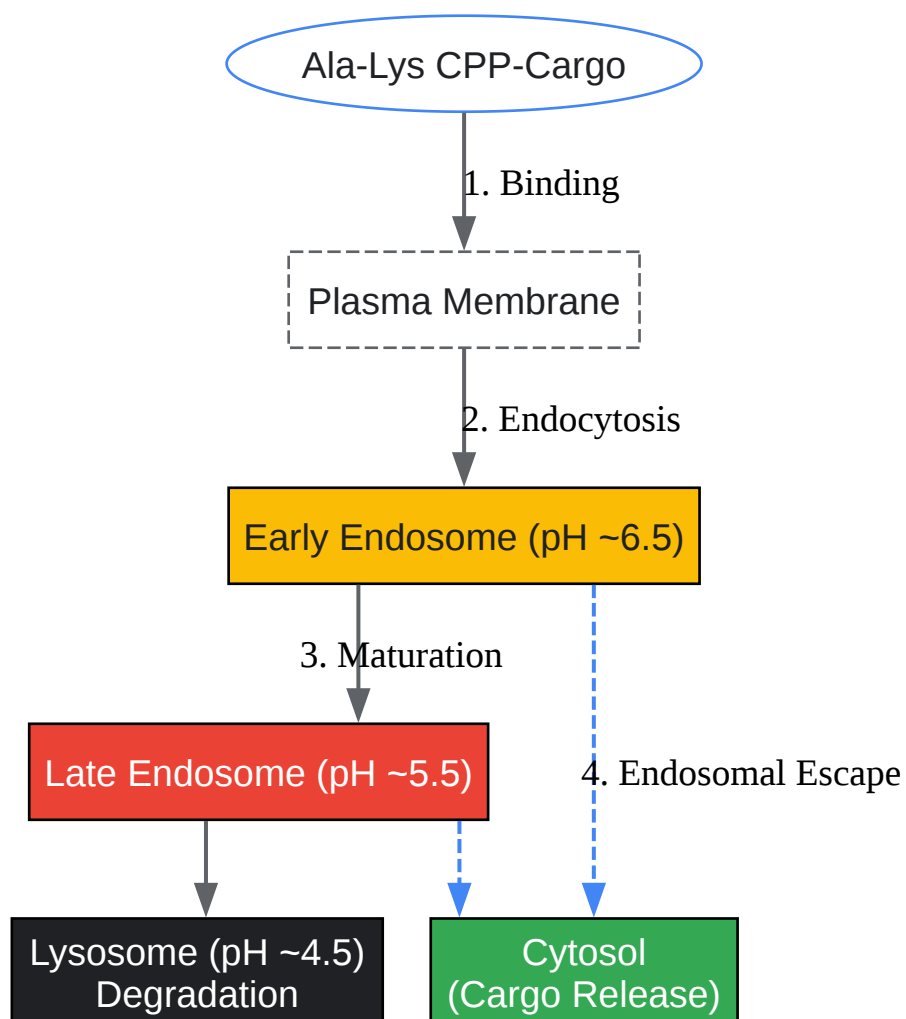 Ala-Lys CPP-Cargo
1. Binding
Plasma Membrane
2. Endocytosis
Early Endosome (pH ~6.5)
3. Maturation
Late Endosome (pH ~5.5)
4. Endosomal Escape
Lysosome (pH ~4.5)
Degradation
Cytosol
(Cargo Release)